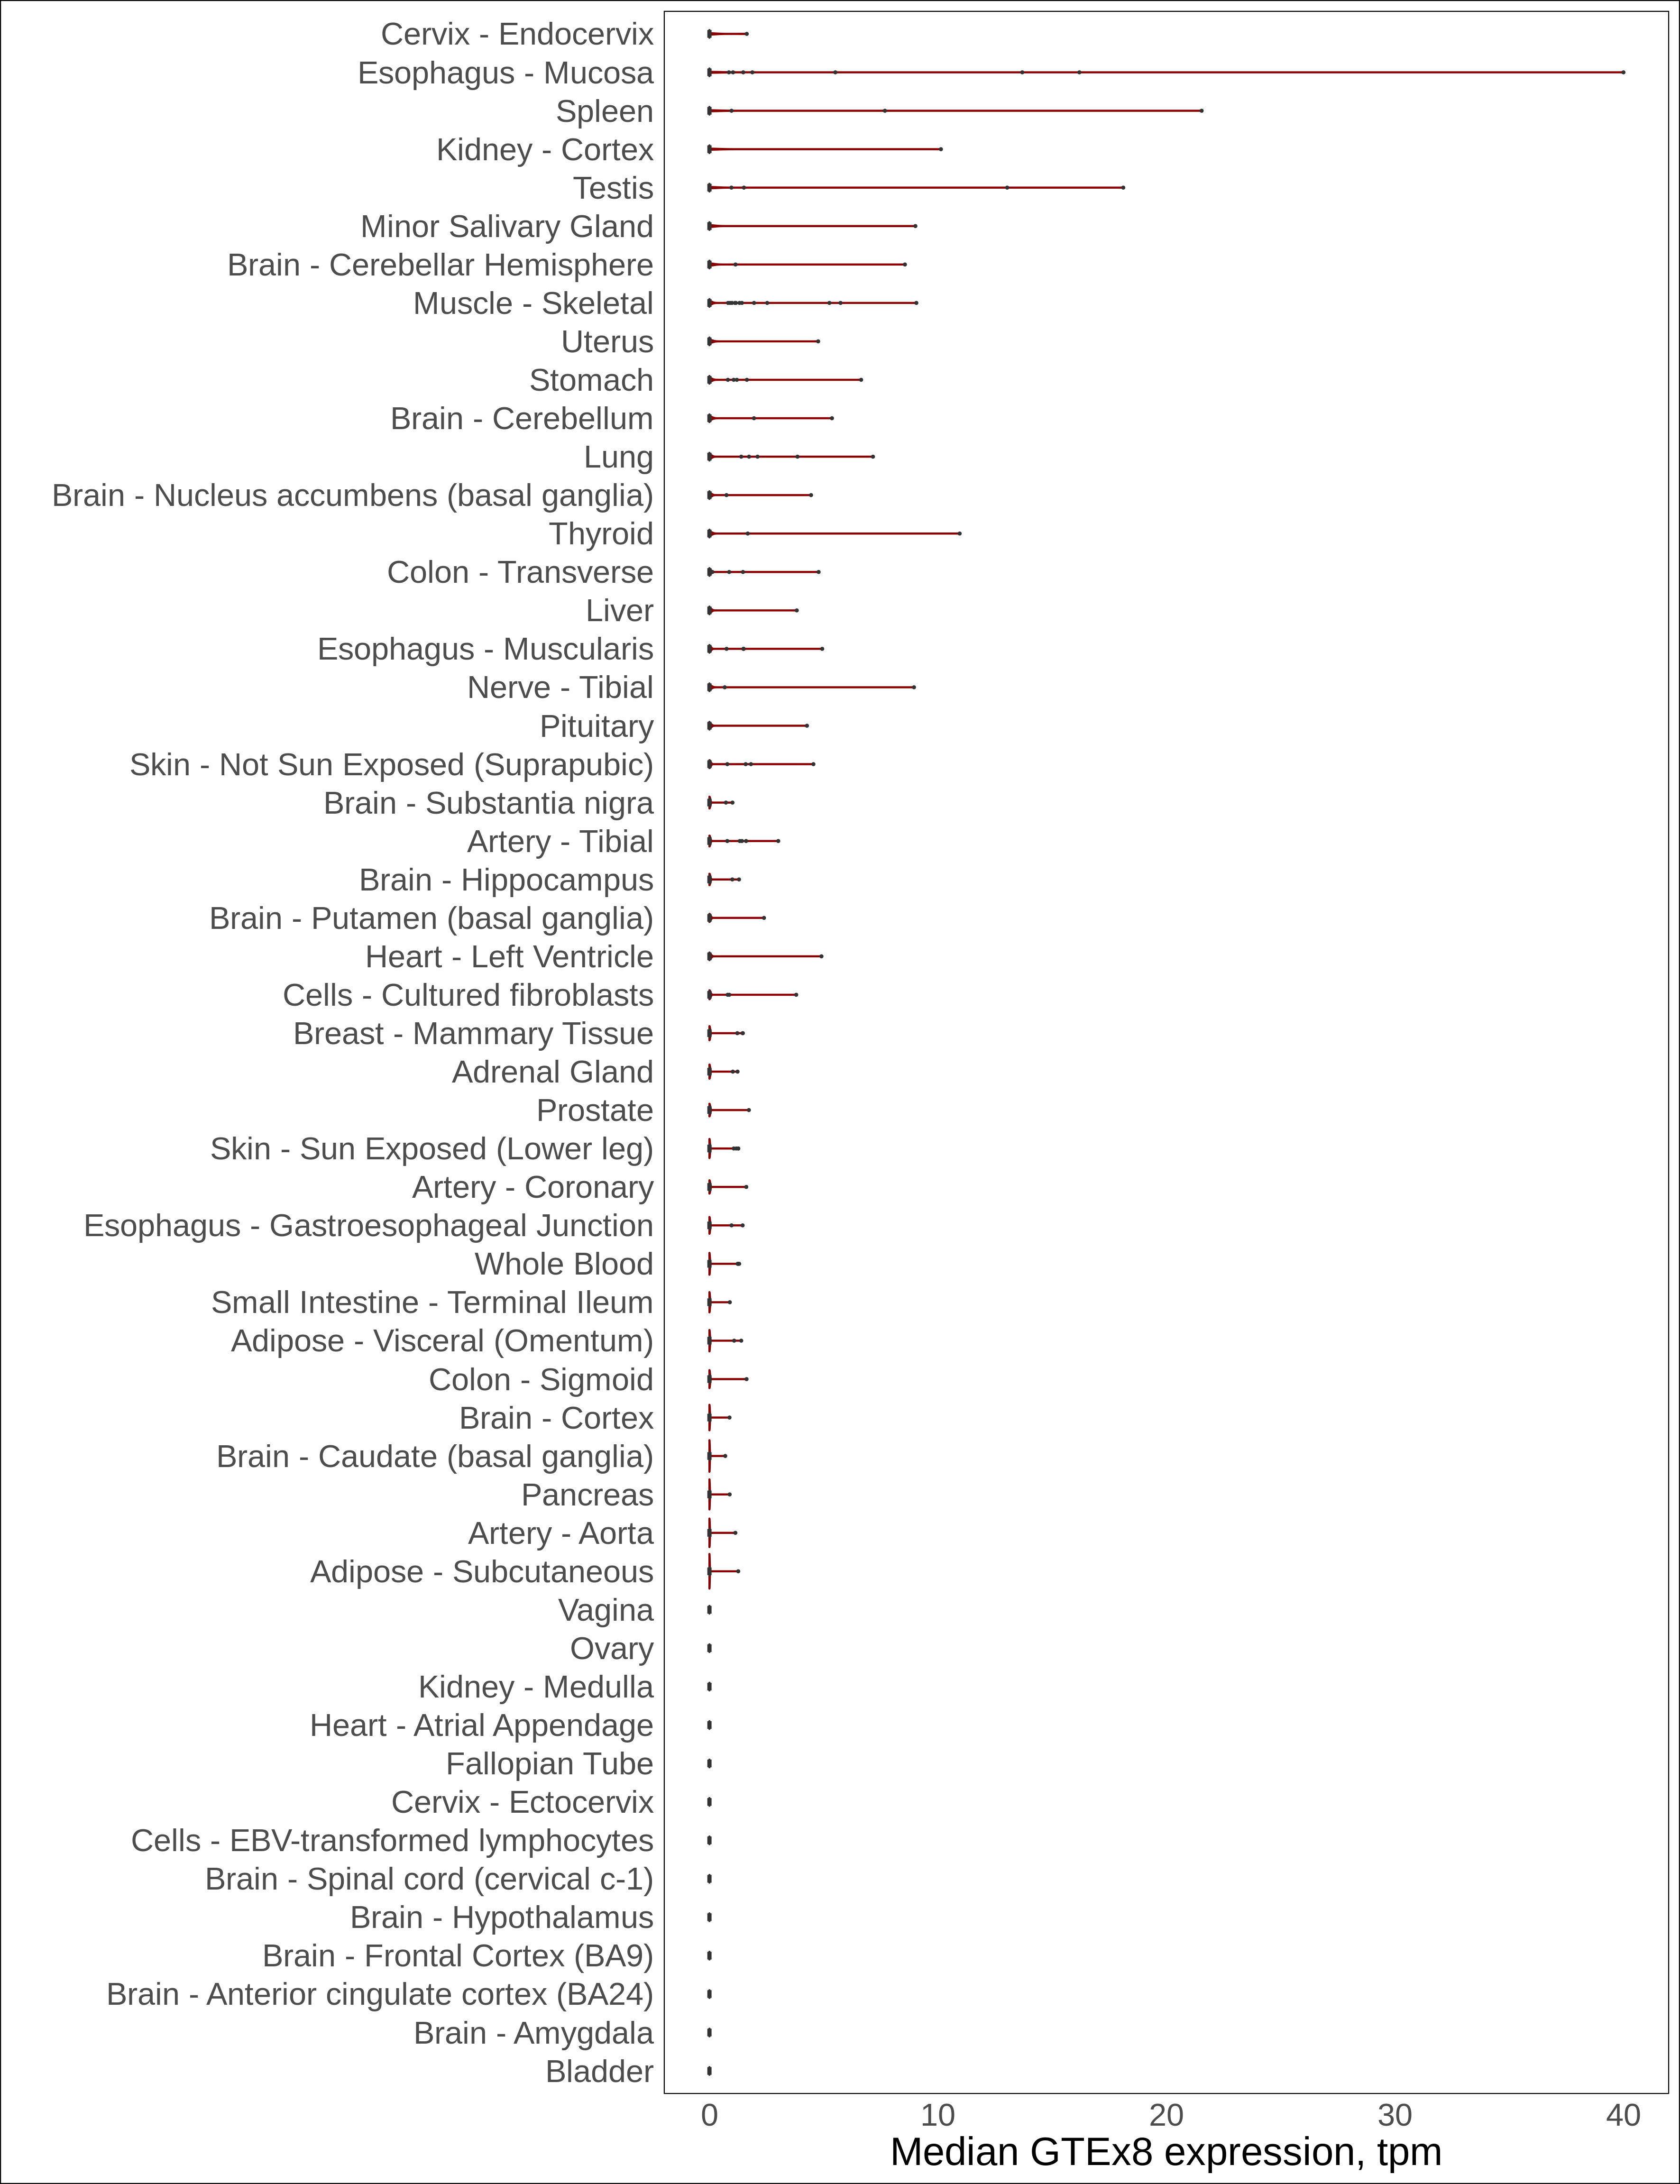 Cervix - Endocervix
Esophagus - Mucosa
Spleen
Kidney - Cortex
Testis
Minor Salivary Gland
Brain - Cerebellar Hemisphere
Muscle - Skeletal
Uterus
Stomach
Brain - Cerebellum
Lung
Brain - Nucleus accumbens (basal ganglia)
Thyroid
Colon - Transverse
Liver
Esophagus - Muscularis
Nerve - Tibial
Pituitary
Skin - Not Sun Exposed (Suprapubic)
Brain - Substantia nigra
Artery - Tibial
Brain - Hippocampus
Brain - Putamen (basal ganglia)
Heart - Left Ventricle
Cells - Cultured fibroblasts
Breast - Mammary Tissue
Adrenal Gland
Prostate
Skin - Sun Exposed (Lower leg)
Artery - Coronary
Esophagus - Gastroesophageal Junction
Whole Blood
Small Intestine - Terminal Ileum
Adipose - Visceral (Omentum)
Colon - Sigmoid
Brain - Cortex
Brain - Caudate (basal ganglia)
Pancreas
Artery - Aorta
Adipose - Subcutaneous
Vagina
Ovary
Kidney - Medulla
Heart - Atrial Appendage
Fallopian Tube
Cervix - Ectocervix
Cells - EBV-transformed lymphocytes
Brain - Spinal cord (cervical c-1)
Brain - Hypothalamus
Brain - Frontal Cortex (BA9)
Brain - Anterior cingulate cortex (BA24)
Brain - Amygdala
Bladder
0 10 20 30 40
Median GTEx8 expression, tpm